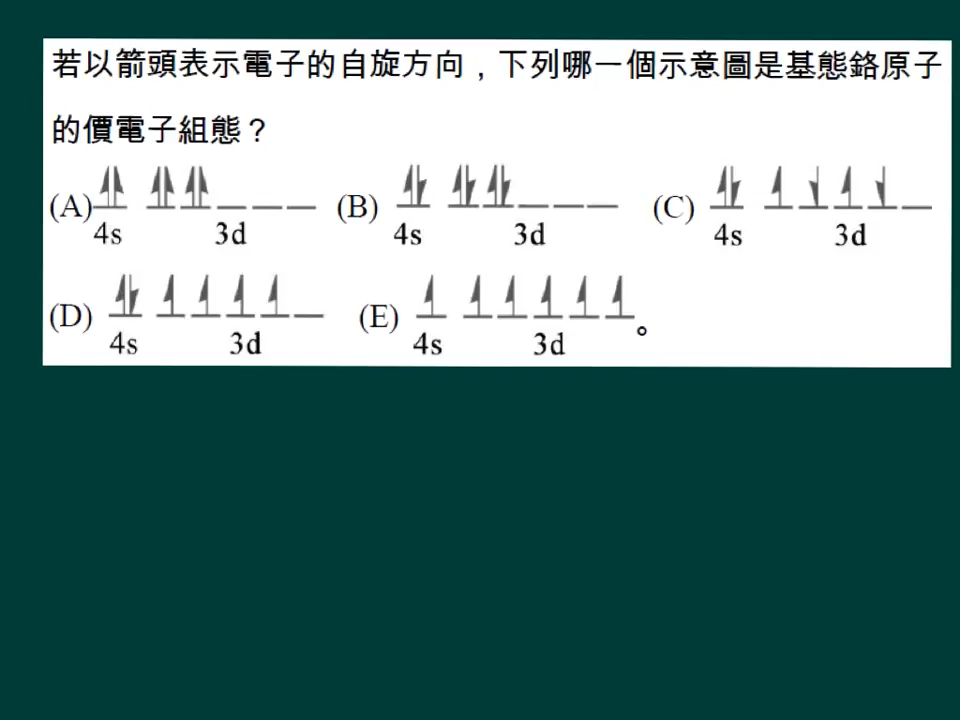 若以箭頭表示電子的自旋方向，下列哪一個示意圖是基態鉻原子
的價電子組態？
(A) (B) (C)
4s 3d 4s 3d 4s 3d
(D) (E) 。
4s 3d 4s 3d